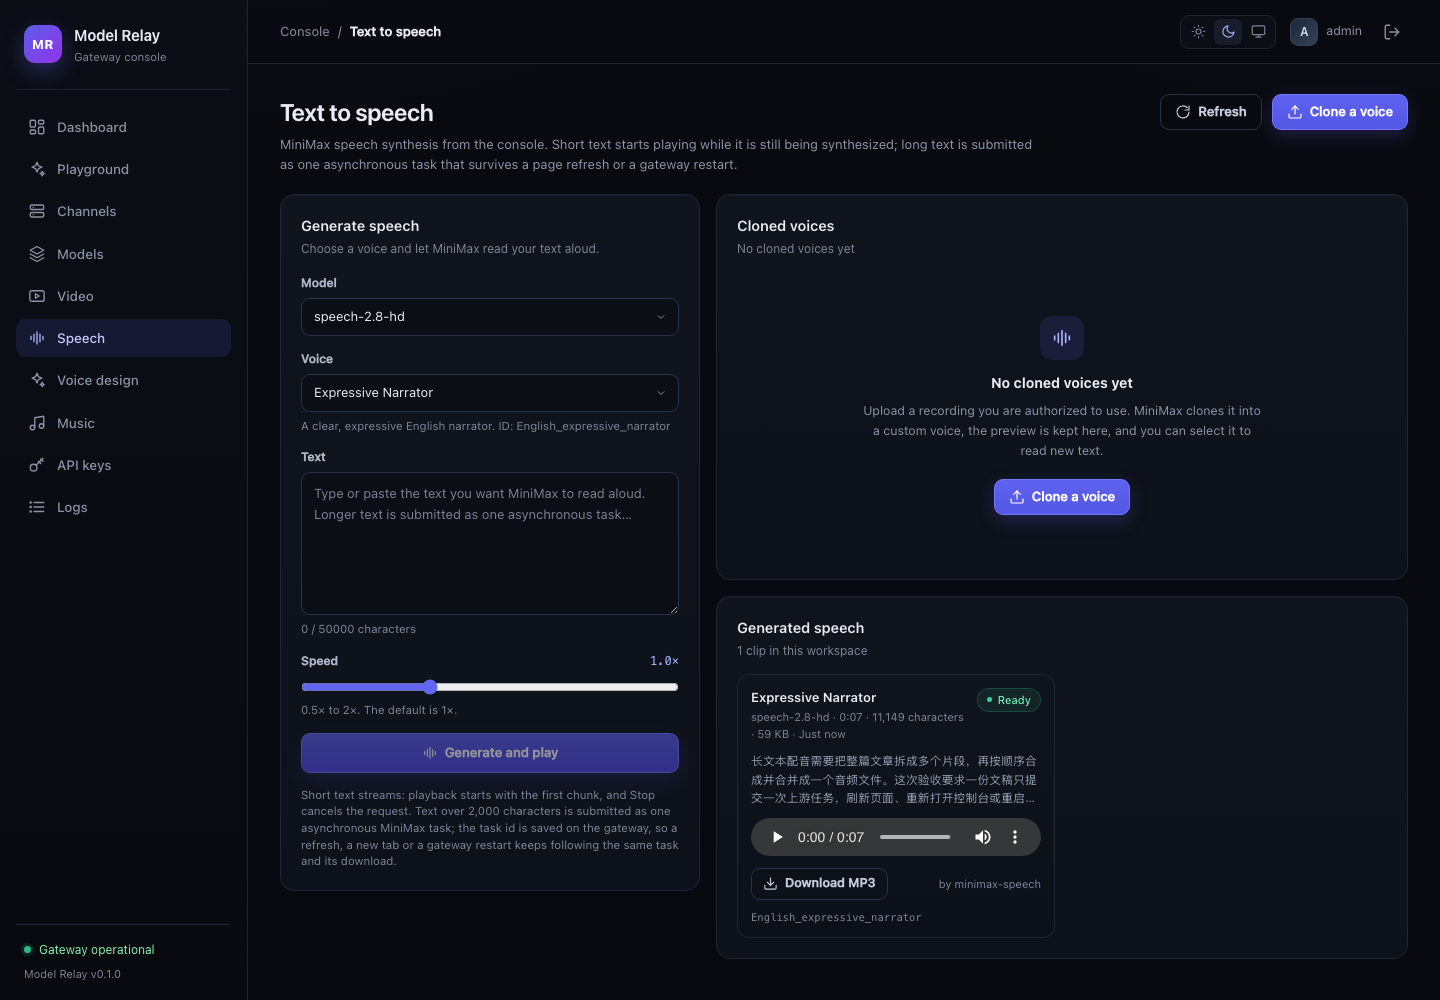 MR
Model Relay
Gateway console
Dashboard
Playground
Channels
Models
Video
Speech
Voice design
Music
API keys
Logs
Gateway operational
Model Relay v0.1.0
Console / Text to speech
A admin
Text to speech
MiniMax speech synthesis from the console. Short text starts playing while it is still being synthesized; long text is submitted
as one asynchronous task that survives a page refresh or a gateway restart.
Refresh
Clone a voice
Generate speech
Choose a voice and let MiniMax read your text aloud.
Model
speech-2.8-hd
Voice
Expressive Narrator
A clear, expressive English narrator. ID: English_expressive_narrator
Text
Type or paste the text you want MiniMax to read aloud.
Longer text is submitted as one asynchronous task...
0 / 50000 characters
Speed 1.0×
0.5× to 2×. The default is 1×.
Generate and play
Short text streams: playback starts with the first chunk, and Stop
cancels the request. Text over 2,000 characters is submitted as one
asynchronous MiniMax task; the task id is saved on the gateway, so a
refresh, a new tab or a gateway restart keeps following the same task
and its download.
Cloned voices
No cloned voices yet
No cloned voices yet
Upload a recording you are authorized to use. MiniMax clones it into
a custom voice, the preview is kept here, and you can select it to
read new text.
Clone a voice
Generated speech
1 clip in this workspace
Expressive Narrator
Ready
speech-2.8-hd · 0:07 · 11,149 characters
· 59 KB · Just now
长文本配音需要把整篇文章拆成多个片段，再按顺序合
成并合并成一个音频文件。这次验收要求一份文稿只提
交一次上游任务，刷新页面、重新打开控制台或重启...
0:00 / 0:07
Download MP3
by minimax-speech
English_expressive_narrator